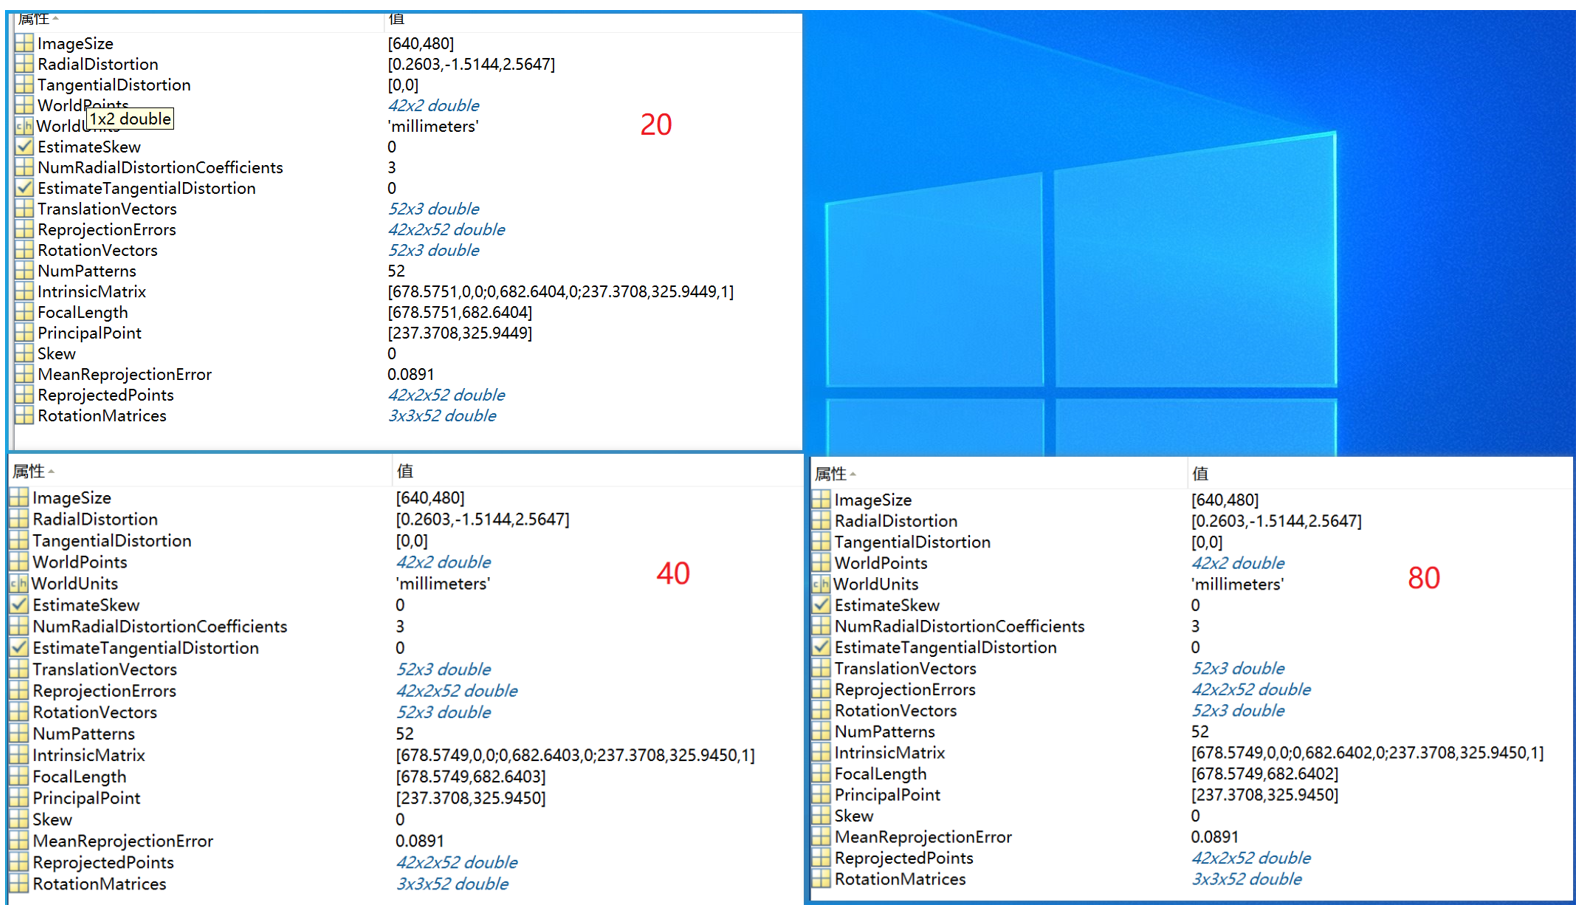 属性 值
ImageSize [640,480]
RadialDistortion [0.2603,-1.5144,2.5647]
TangentialDistortion [0,0]
WorldPoints 42x2 double
1x2 double
WorldUnits 'millimeters'
20
EstimateSkew 0
NumRadialDistortionCoefficients 3
EstimateTangentialDistortion 0
TranslationVectors 52x3 double
ReprojectionErrors 42x2x52 double
RotationVectors 52x3 double
NumPatterns 52
IntrinsicMatrix [678.5751,0,0;0,682.6404,0;237.3708,325.9449,1]
FocalLength [678.5751,682.6404]
PrincipalPoint [237.3708,325.9449]
Skew 0
MeanReprojectionError 0.0891
ReprojectedPoints 42x2x52 double
RotationMatrices 3x3x52 double
属性 值
ImageSize [640,480]
RadialDistortion [0.2603,-1.5144,2.5647]
TangentialDistortion [0,0]
WorldPoints 42x2 double
ch WorldUnits 'millimeters'
40
EstimateSkew 0
NumRadialDistortionCoefficients 3
EstimateTangentialDistortion 0
TranslationVectors 52x3 double
ReprojectionErrors 42x2x52 double
RotationVectors 52x3 double
NumPatterns 52
IntrinsicMatrix [678.5749,0,0;0,682.6403,0;237.3708,325.9450,1]
FocalLength [678.5749,682.6403]
PrincipalPoint [237.3708,325.9450]
Skew 0
MeanReprojectionError 0.0891
ReprojectedPoints 42x2x52 double
RotationMatrices 3x3x52 double
属性 值
ImageSize [640,480]
RadialDistortion [0.2603,-1.5144,2.5647]
TangentialDistortion [0,0]
WorldPoints 42x2 double
ch WorldUnits 'millimeters'
80
EstimateSkew 0
NumRadialDistortionCoefficients 3
EstimateTangentialDistortion 0
TranslationVectors 52x3 double
ReprojectionErrors 42x2x52 double
RotationVectors 52x3 double
NumPatterns 52
IntrinsicMatrix [678.5749,0,0;0,682.6402,0;237.3708,325.9450,1]
FocalLength [678.5749,682.6402]
PrincipalPoint [237.3708,325.9450]
Skew 0
MeanReprojectionError 0.0891
ReprojectedPoints 42x2x52 double
RotationMatrices 3x3x52 double